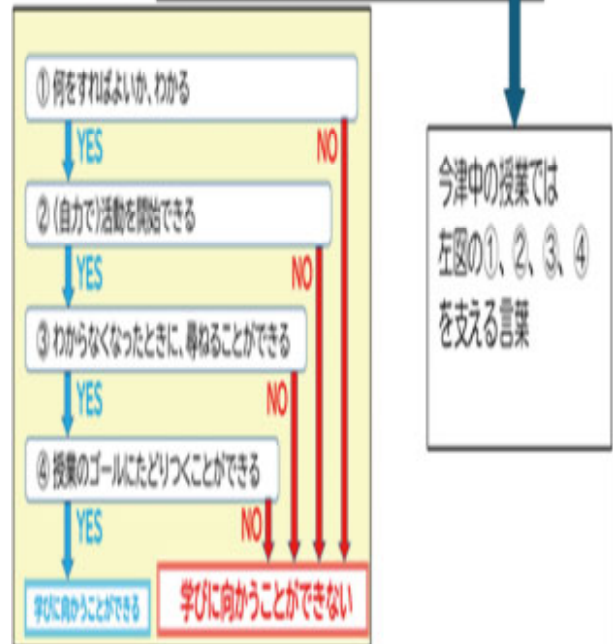 ① 何をすればよいか、わかる
YES
NO
② (自力で)活動を開始できる
YES
NO
③ わからなくなったときに、尋ねることができる
YES
NO
④ 授業のゴールにたどりつくことができる
YES
NO
学びに向かうことができる
学びに向かうことができない
今津中の授業では
左図の①、②、③、④
を支える言葉